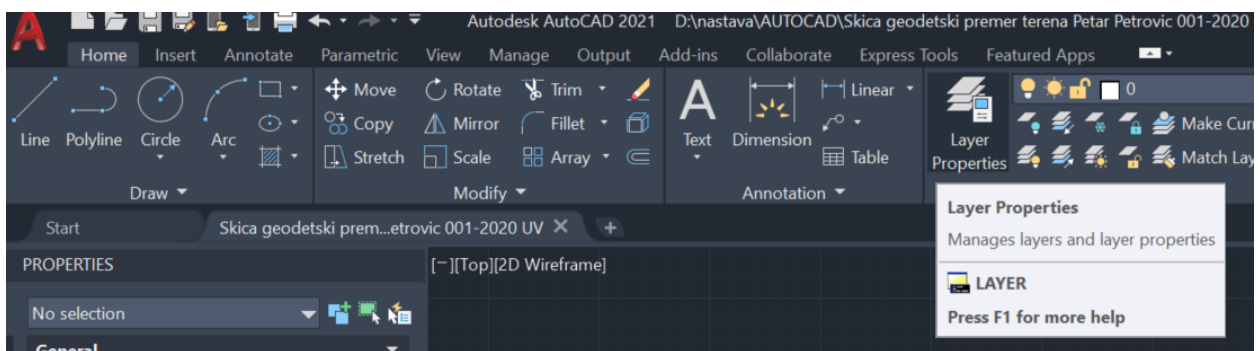 Autodesk AutoCAD 2021 D:\nastava\AUTOCAD\Skica geodetski premer terena Petar Petrovic 001-2020
Home Insert Annotate Parametric View Manage Output Add-ins Collaborate Express Tools Featured Apps
Move Rotate Trim Linear 0
Copy Mirror Fillet Make Curr
Line Polyline Circle Arc Text Dimension Layer Properties
Stretch Scale Array Table Match Lay
Draw Modify Annotation
Start Skica geodetski prem...etrovic 001-2020 UV
Layer Properties
Manages layers and layer properties
PROPERTIES [-][Top][2D Wireframe]
LAYER
No selection
Press F1 for more help
General